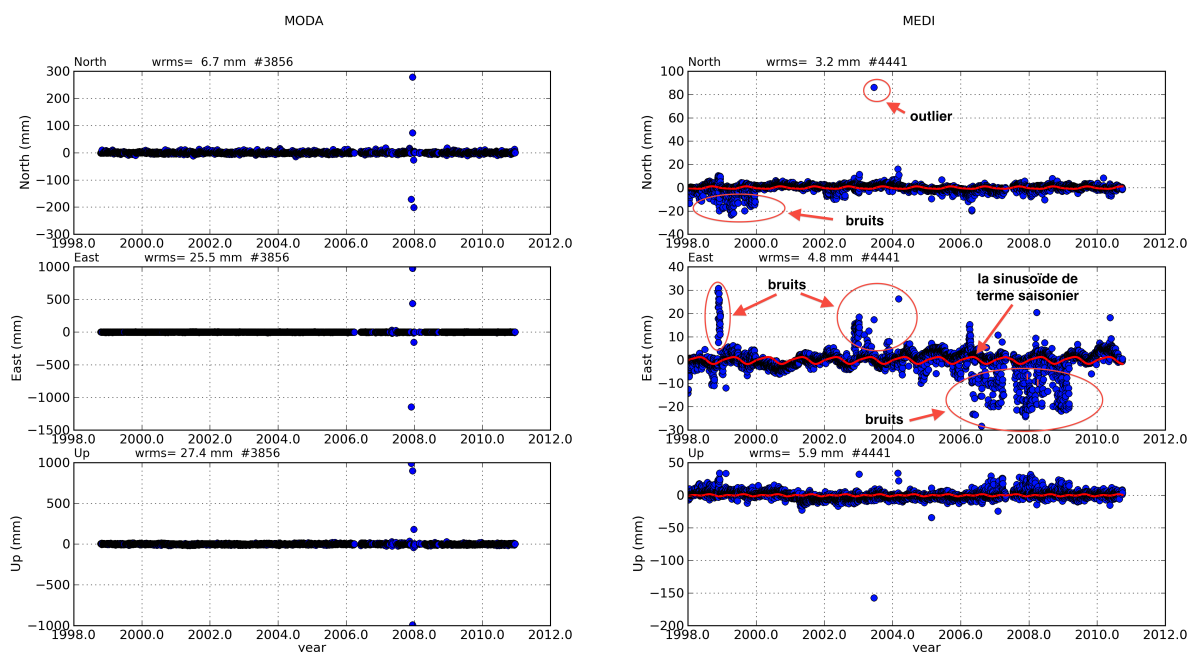 MODA
North wrms= 6.7 mm #3856
300
200
100
0
−100
−200
−300
North (mm)
1998.0 2000.0 2002.0 2004.0 2006.0 2008.0 2010.0 2012.0
East wrms= 25.5 mm #3856
1000
500
0
−500
−1000
−1500
East (mm)
1998.0 2000.0 2002.0 2004.0 2006.0 2008.0 2010.0 2012.0
Up wrms= 27.4 mm #3856
1000
500
0
−500
−1000
Up (mm)
1998.0 2000.0 2002.0 2004.0 2006.0 2008.0 2010.0 2012.0
year
MEDI
North wrms= 3.2 mm #4441
100
80
60
40
20
0
−20
−40
North (mm)
outlier
bruits
1998.0 2000.0 2002.0 2004.0 2006.0 2008.0 2010.0 2012.0
East wrms= 4.8 mm #4441
40
30
20
10
0
−10
−20
−30
East (mm)
bruits
la sinusoïde de
terme saisonier
bruits
1998.0 2000.0 2002.0 2004.0 2006.0 2008.0 2010.0 2012.0
Up wrms= 5.9 mm #4441
50
0
−50
−100
−150
−200
Up (mm)
1998.0 2000.0 2002.0 2004.0 2006.0 2008.0 2010.0 2012.0
year